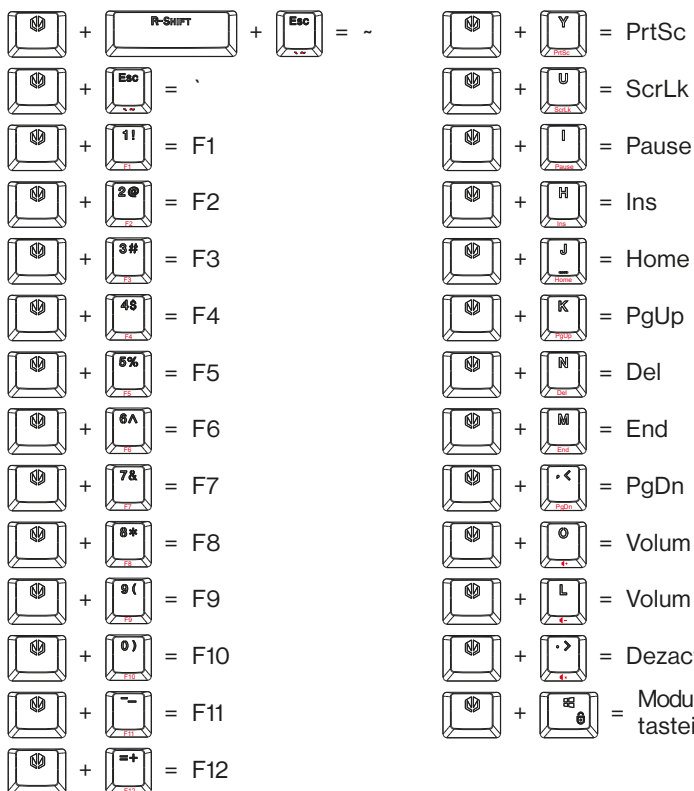 + R-Shift + Esc ` ~ = ~
+ Esc ` ~ = `
+ 1! F1 = F1
+ 2@ F2 = F2
+ 3# F3 = F3
+ 4$ F4 = F4
+ 5% F5 = F5
+ 6^ F6 = F6
+ 7& F7 = F7
+ 8* F8 = F8
+ 9( F9 = F9
+ 0) F10 = F10
+ -_ F11 = F11
+ =+ F12 = F12
+ Y PrtSc = PrtSc
+ U ScrLk = ScrLk
+ I Pause = Pause
+ H Ins = Ins
+ J Home = Home
+ K PgUp = PgUp
+ N Del = Del
+ M End = End
+ ,< PgDn = PgDn
+ O + = Volum
+ L - = Volum
+ .> × = Dezac
+ = Modu
tastei